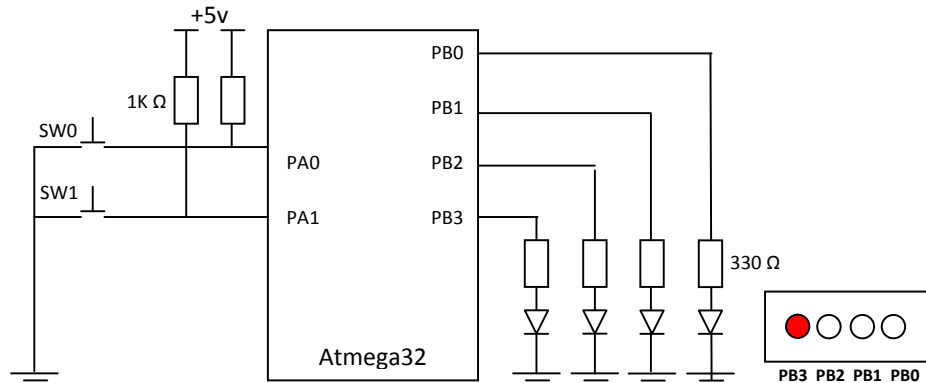 +5v
PB0
1K Ω
PB1
SW0
PA0
PB2
SW1
PA1
PB3
330 Ω
Atmega32
PB3 PB2 PB1 PB0